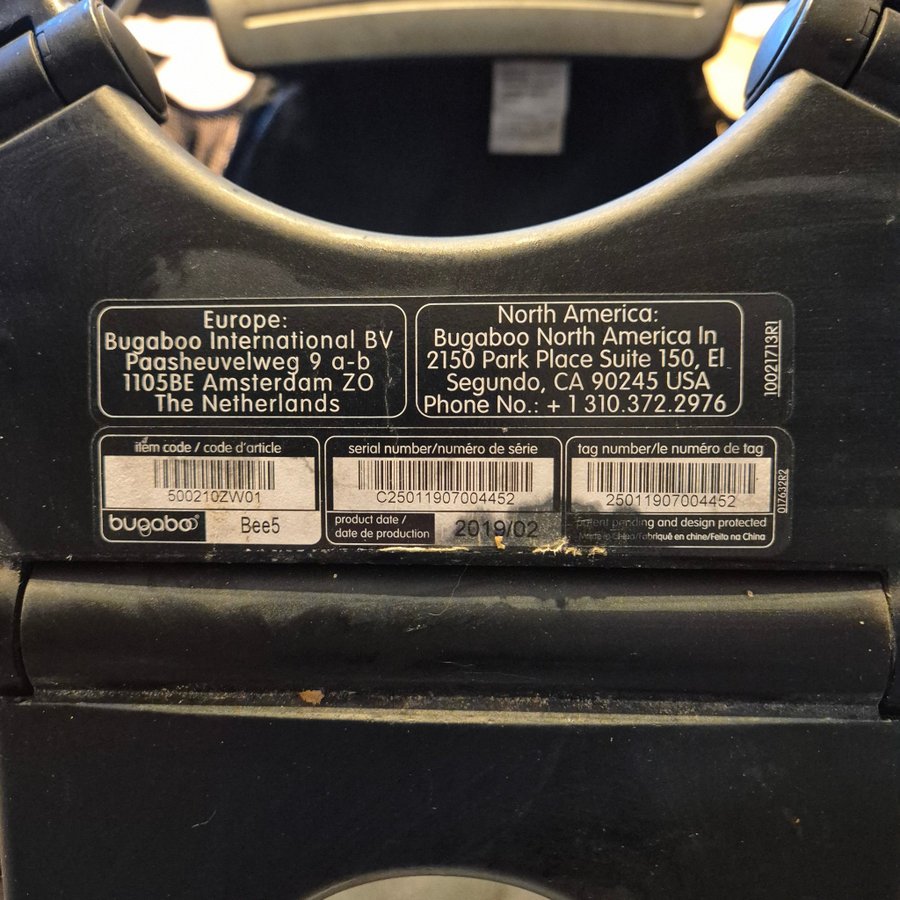 Europe:
Bugaboo International BV
Paasheuvelweg 9 a-b
1105BE Amsterdam ZO
The Netherlands
North America:
Bugaboo North America In
2150 Park Place Suite 150, El
Segundo, CA 90245 USA
Phone No.: + 1 310.372.2976
10021713R1
item code / code d'article
500210ZW01
bugaboo
Bee5
serial number/numéro de série
C25011907004452
product date /
date de production
2019/02
tag number/le numéro de tag
25011907004452
patent pending and design protected
Made in China/Fabriqué en chine/Feito na China
017632R2